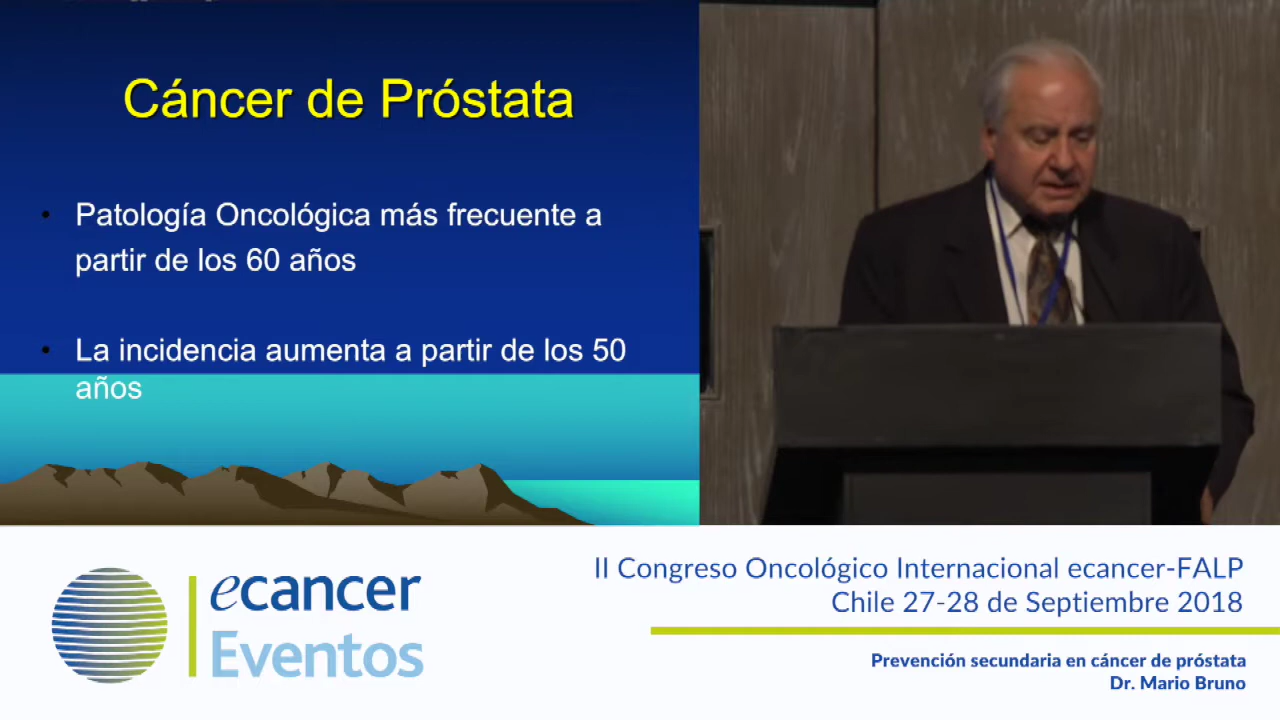 Cáncer de Próstata
• Patología Oncológica más frecuente a
partir de los 60 años
• La incidencia aumenta a partir de los 50
años
ecancer
Eventos
II Congreso Oncológico Internacional ecancer-FALP
Chile 27-28 de Septiembre 2018
Prevención secundaria en cáncer de próstata
Dr. Mario Bruno